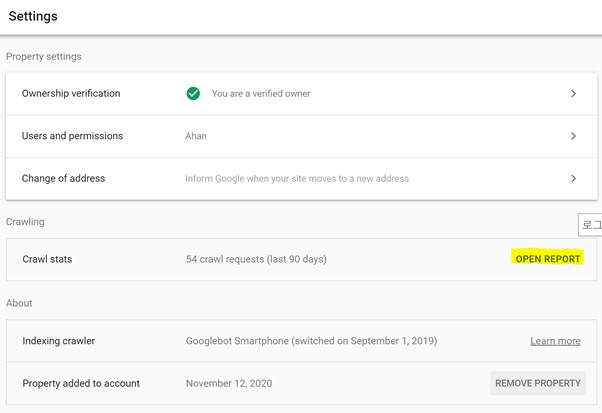 Settings
Property settings
Ownership verification You are a verified owner
Users and permissions Ahan
Change of address Inform Google when your site moves to a new address
Crawling
로그
Crawl stats 54 crawl requests (last 90 days) OPEN REPORT
About
Indexing crawler Googlebot Smartphone (switched on September 1, 2019) Learn more
Property added to account November 12, 2020 REMOVE PROPERTY